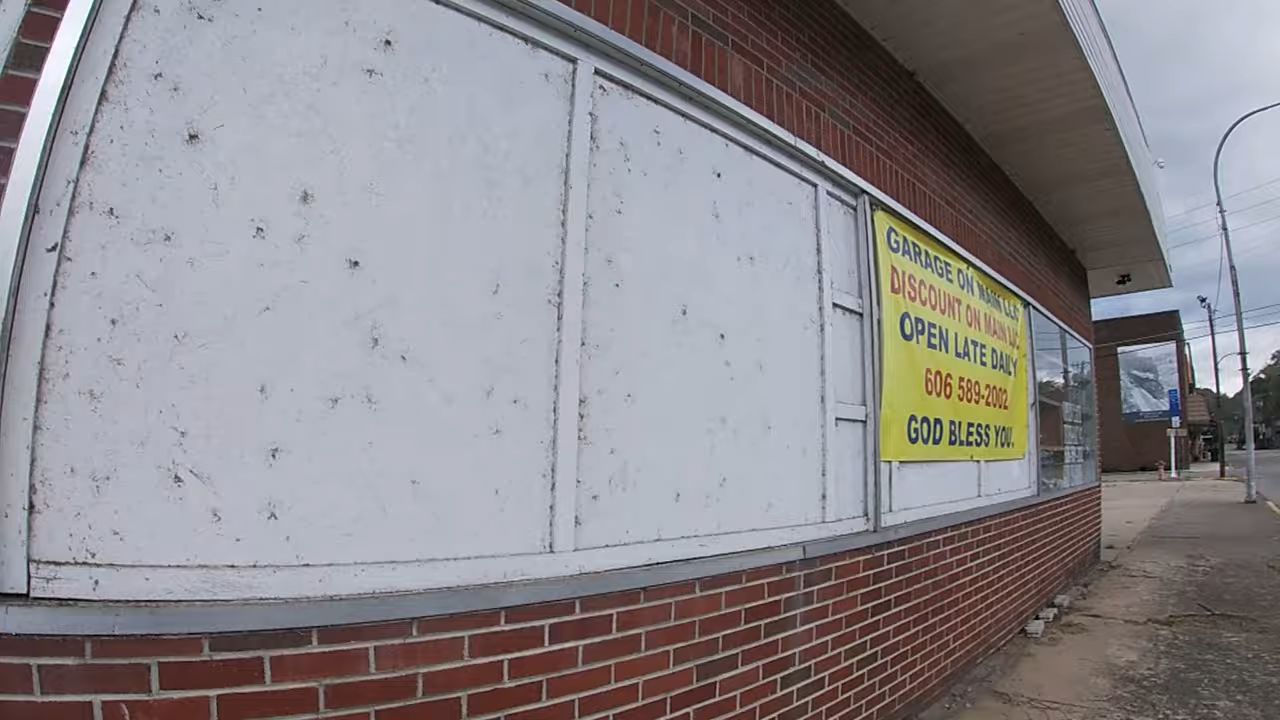 GARAGE ON MAIN LLC
DISCOUNT ON MAIN LLC
OPEN LATE DAILY
606 589-2002
GOD BLESS YOU.